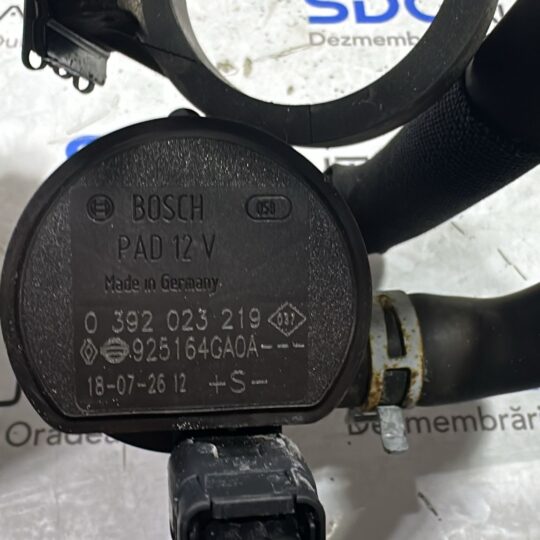 SDC
Dezmembrări
BOSCH 050
PAD 12 V
Made in Germany
0 392 023 219 037
925164GA0A---
18-07-26 12 +S-
Oradea
Dezmembrări